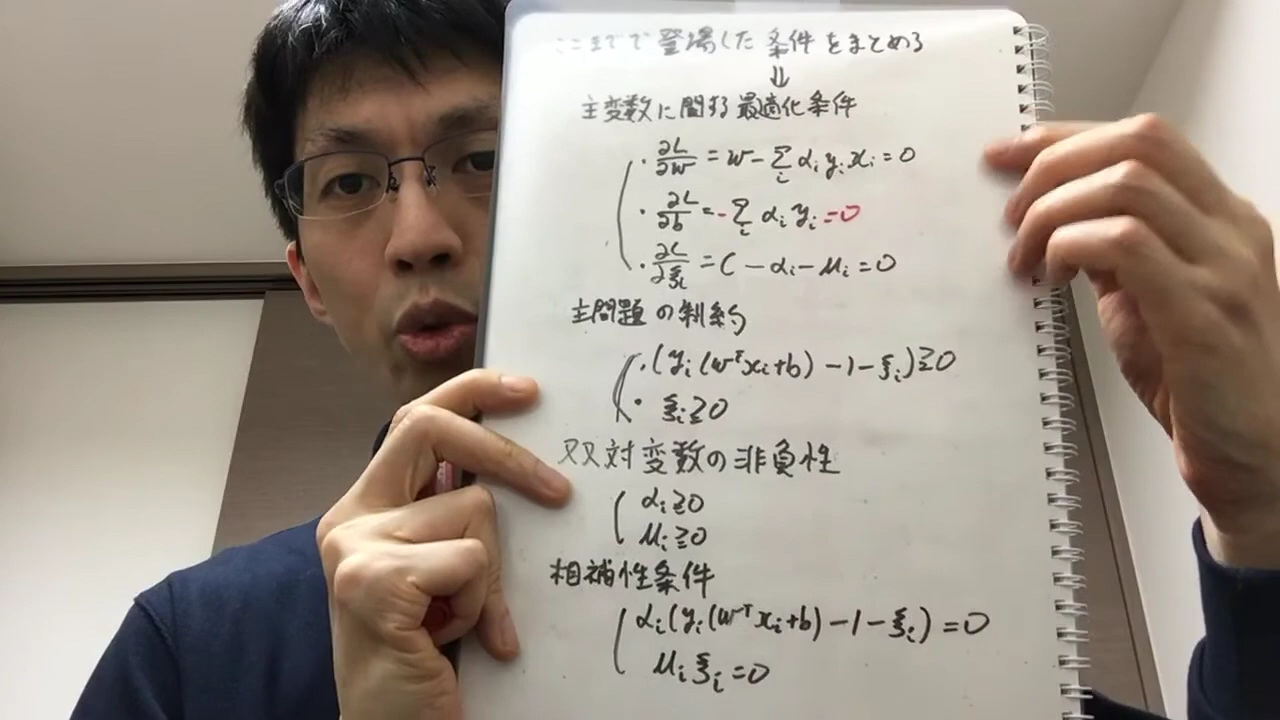 ここまでで登場した条件をまとめる
⇓
主変数に関する最適化条件
・∂L/∂w = w - Σ_i α_i y_i x_i = 0
・∂L/∂b = -Σ_i α_i y_i = 0
・∂L/∂ξ_i = C - α_i - μ_i = 0
主問題の制約
・(y_i(w^T x_i + b) - 1 - ξ_i) ≧ 0
・ξ_i ≧ 0
双対変数の非負性
α_i ≧ 0
μ_i ≧ 0
相補性条件
α_i(y_i(w^T x_i + b) - 1 - ξ_i) = 0
μ_i ξ_i = 0